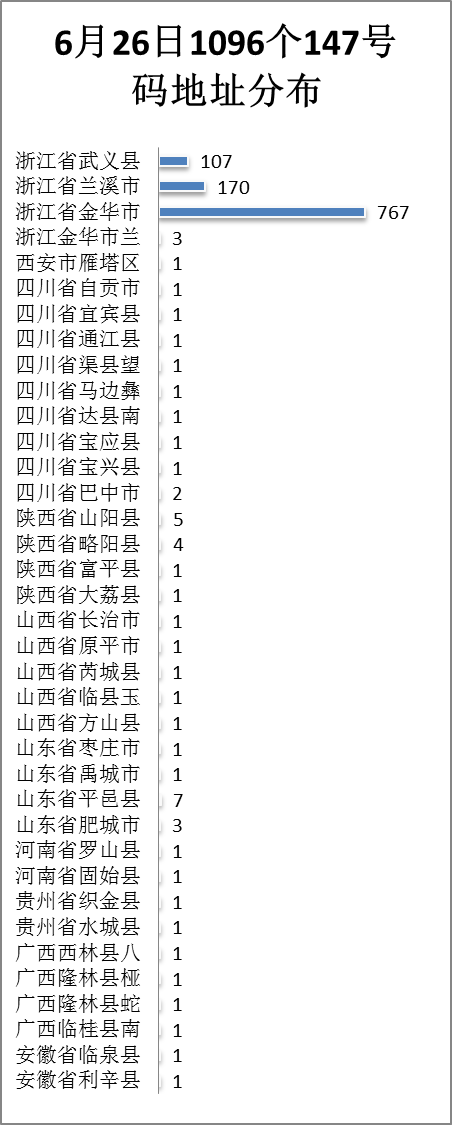 6月26日1096个147号
码地址分布
浙江省武义县 107
浙江省兰溪市 170
浙江省金华市 767
浙江金华市兰 3
西安市雁塔区 1
四川省自贡市 1
四川省宜宾县 1
四川省通江县 1
四川省渠县望 1
四川省马边彝 1
四川省达县南 1
四川省宝应县 1
四川省宝兴县 1
四川省巴中市 2
陕西省山阳县 5
陕西省略阳县 4
陕西省富平县 1
陕西省大荔县 1
山西省长治市 1
山西省原平市 1
山西省芮城县 1
山西省临县玉 1
山西省方山县 1
山东省枣庄市 1
山东省禹城市 1
山东省平邑县 7
山东省肥城市 3
河南省罗山县 1
河南省固始县 1
贵州省织金县 1
贵州省水城县 1
广西西林县八 1
广西隆林县桠 1
广西隆林县蛇 1
广西临桂县南 1
安徽省临泉县 1
安徽省利辛县 1